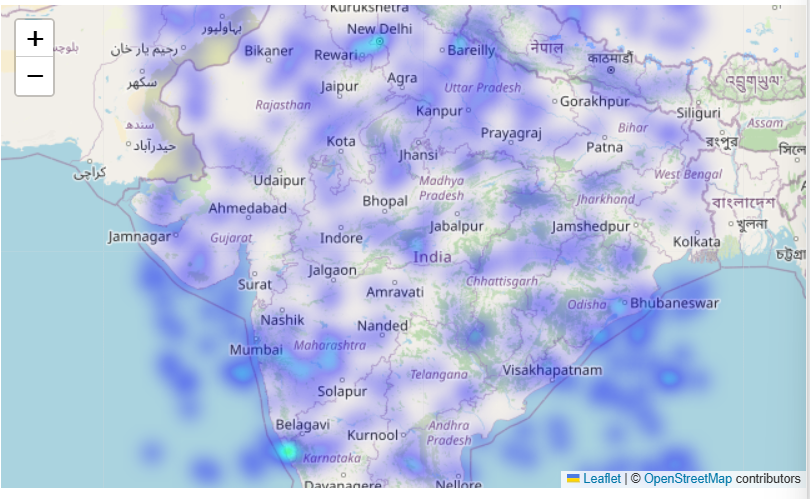 Kurukshetra
بہاولپور
New Delhi
+
بلوچس
رحیم یار خان
Bikaner
Rewari
Bareilly
नेपाल
काठमाडौं
−
سکھر
Jaipur
Agra
Uttar Pradesh
འབྲུག་ཡུལ་
Rajasthan
Kanpur
Gorakhpur
Siliguri
سندھ
حیدرآباد
Kota
Jhansi
Prayagraj
Bihar
Patna
রংপুর
Assam
সিলে
کراچی
Udaipur
Madhya
Pradesh
West Bengal
Ahmedabad
Bhopal
Jharkhand
বাংলাদেশ
Jamnagar
Gujarat
Indore
Jabalpur
Jamshedpur
Kolkata
খুলনা
India
চট্টগ্রা
Surat
Jalgaon
Amravati
Chhattisgarh
Nashik
Nanded
Odisha
Bhubaneswar
Mumbai
Maharashtra
Solapur
Telangana
Visakhapatnam
Belagavi
Kurnool
Andhra
Pradesh
Karnataka
Davanagere
Nellore
Leaflet | © OpenStreetMap contributors